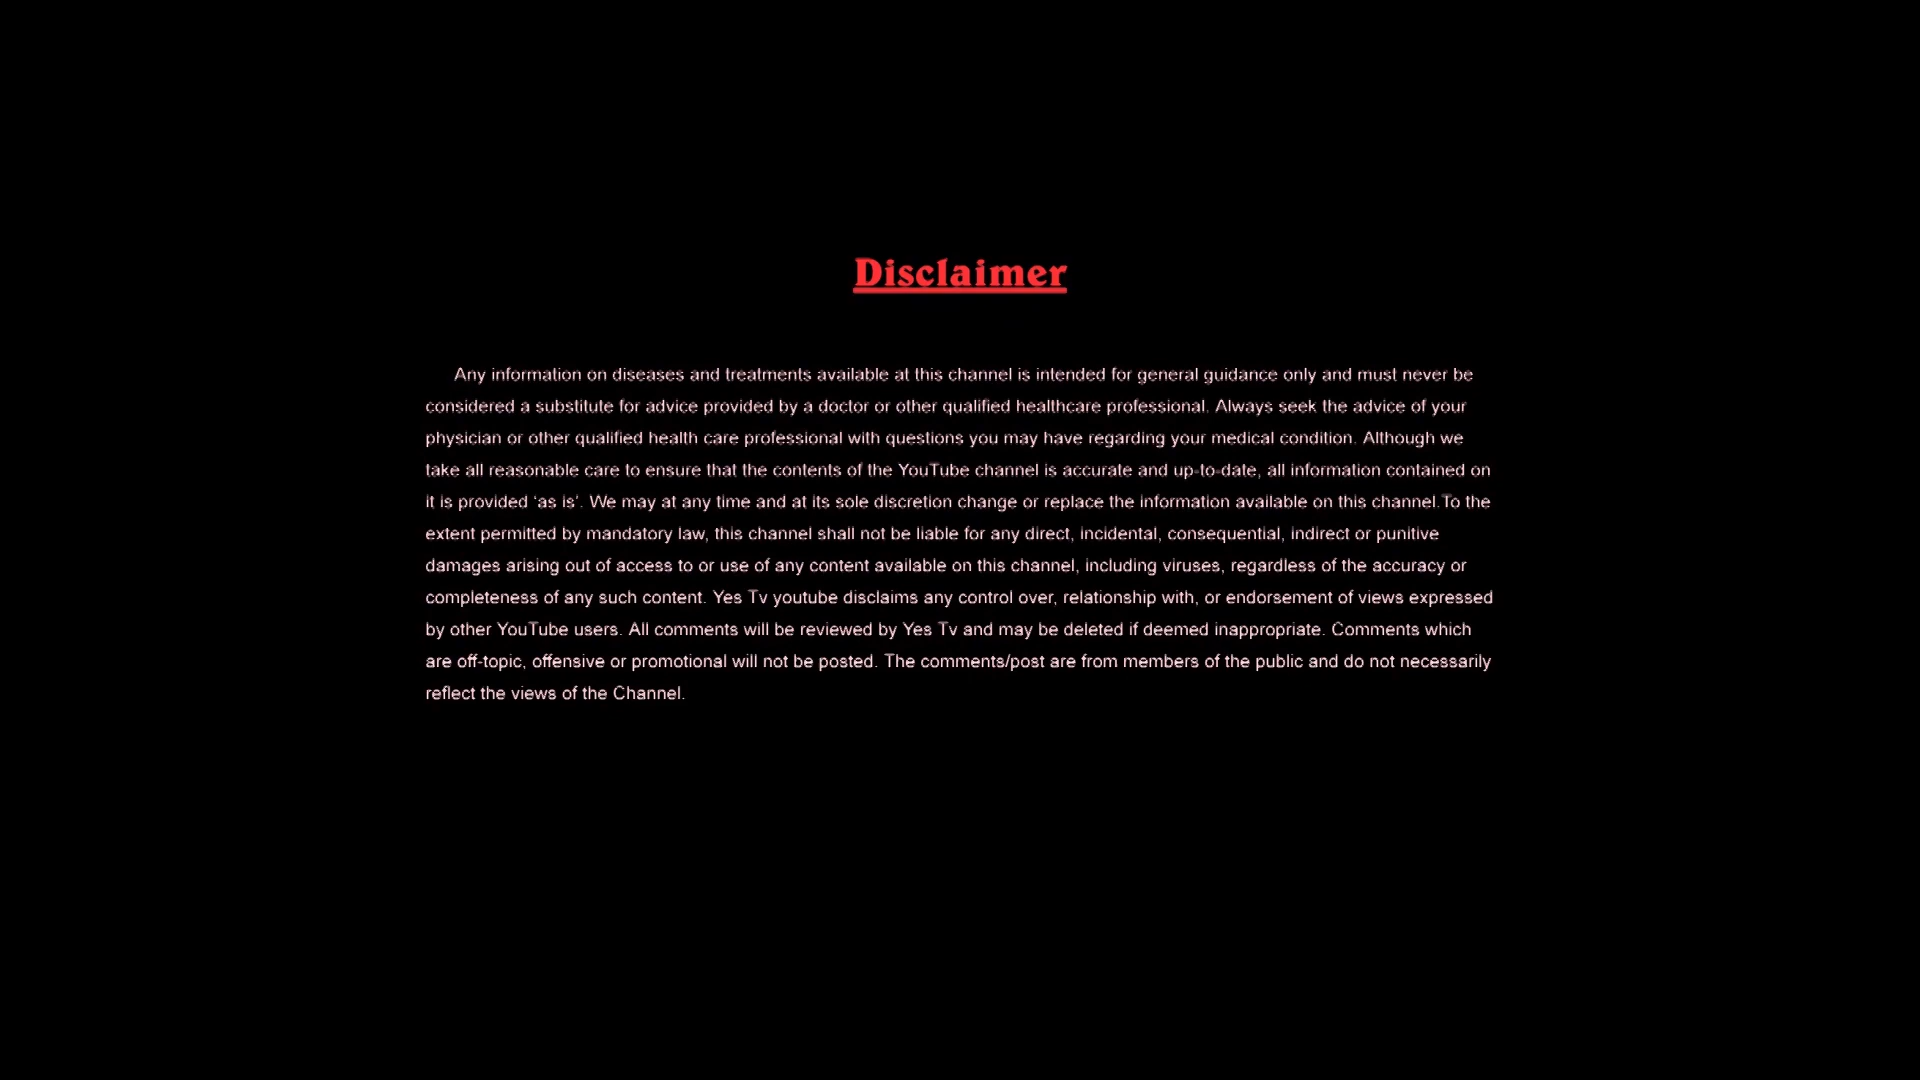 Disclaimer
Any information on diseases and treatments available at this channel is intended for general guidance only and must never be
considered a substitute for advice provided by a doctor or other qualified healthcare professional. Always seek the advice of your
physician or other qualified health care professional with questions you may have regarding your medical condition. Although we
take all reasonable care to ensure that the contents of the YouTube channel is accurate and up-to-date, all information contained on
it is provided ‘as is’. We may at any time and at its sole discretion change or replace the information available on this channel.To the
extent permitted by mandatory law, this channel shall not be liable for any direct, incidental, consequential, indirect or punitive
damages arising out of access to or use of any content available on this channel, including viruses, regardless of the accuracy or
completeness of any such content. Yes Tv youtube disclaims any control over, relationship with, or endorsement of views expressed
by other YouTube users. All comments will be reviewed by Yes Tv and may be deleted if deemed inappropriate. Comments which
are off-topic, offensive or promotional will not be posted. The comments/post are from members of the public and do not necessarily
reflect the views of the Channel.